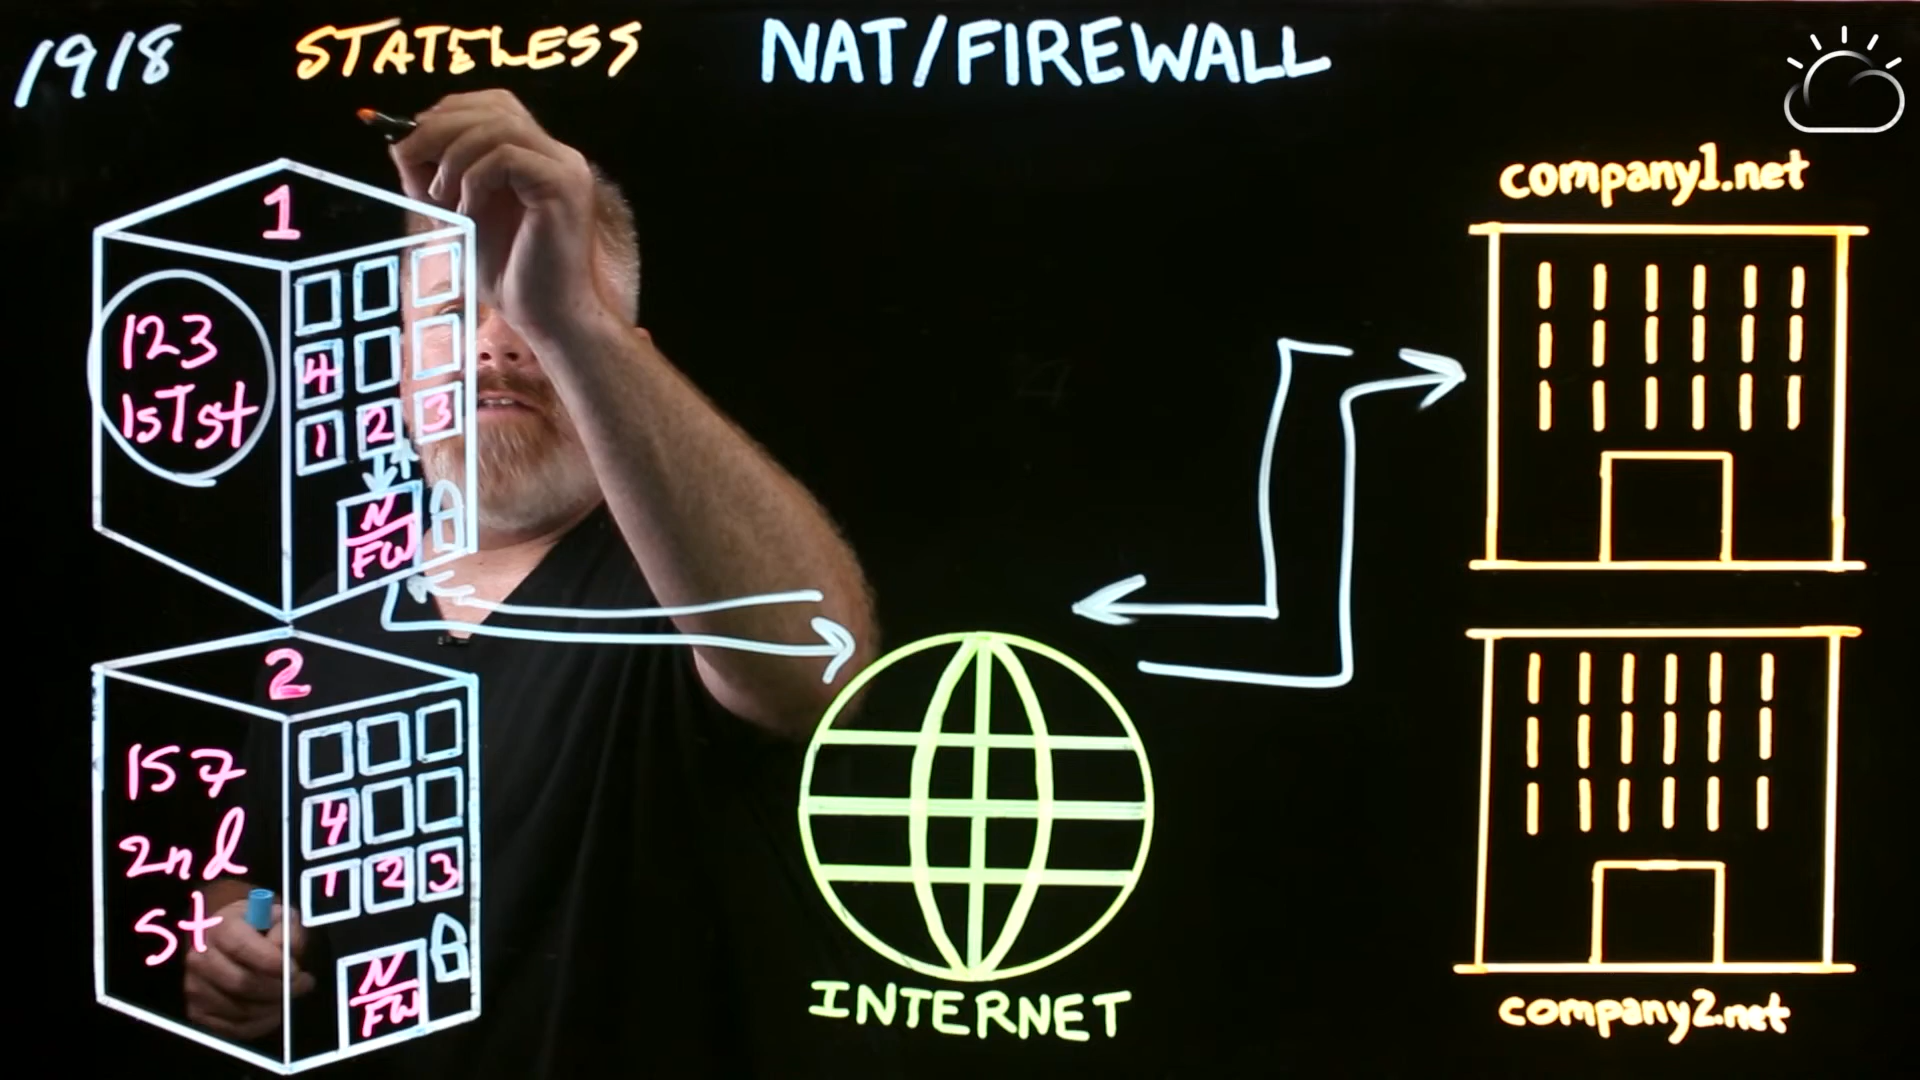 1918 STATELESS NAT/FIREWALL
company1.net
1
123
1sT st
4
1 2 3
N
FW
2
157
2nd
st
4
1 2 3
N
FW
INTERNET
company2.net